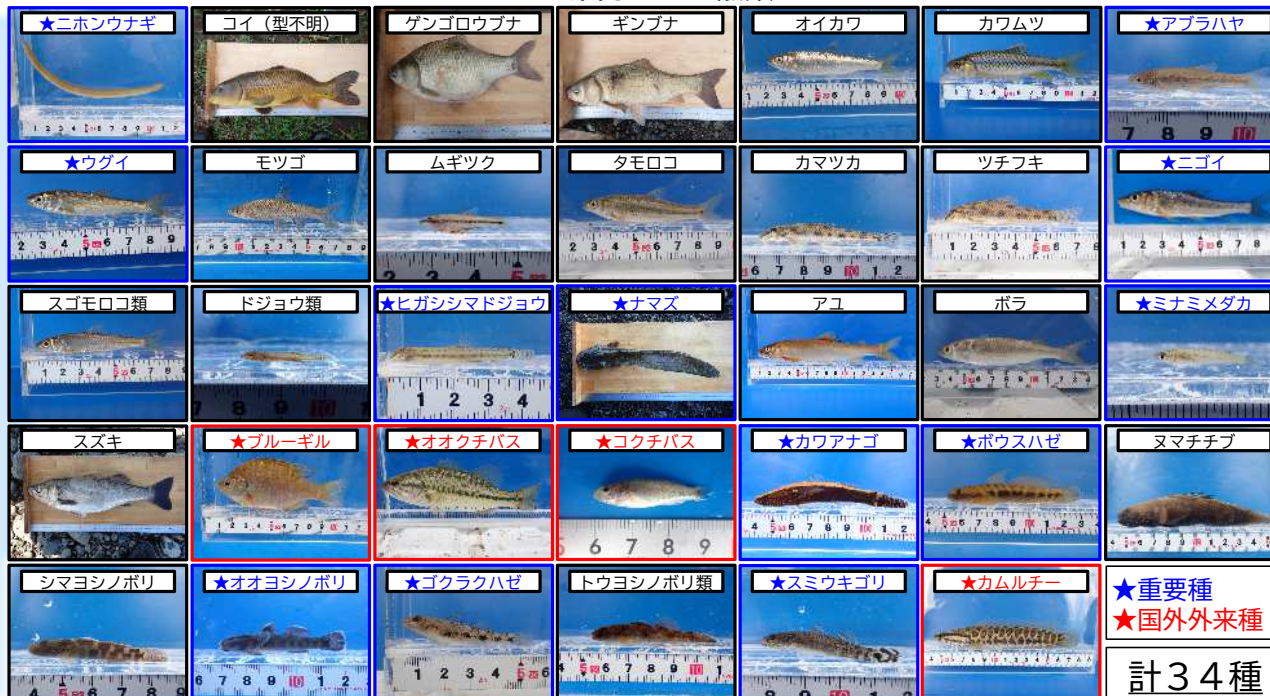 ★ニホンウナギ
コイ（型不明）
ゲンゴロウブナ
ギンブナ
オイカワ
カワムツ
★アブラハヤ
★ウグイ
モツゴ
ムギツク
タモロコ
カマツカ
ツチフキ
★ニゴイ
スゴモロコ類
ドジョウ類
★ヒガシシマドジョウ
★ナマズ
アユ
ボラ
★ミナミメダカ
スズキ
★ブルーギル
★オオクチバス
★コクチバス
★カワアナゴ
★ボウスハゼ
ヌマチチブ
シマヨシノボリ
★オオヨシノボリ
★ゴクラクハゼ
トウヨシノボリ類
★スミウキゴリ
★カムルチー
★重要種
★国外外来種
計３４種